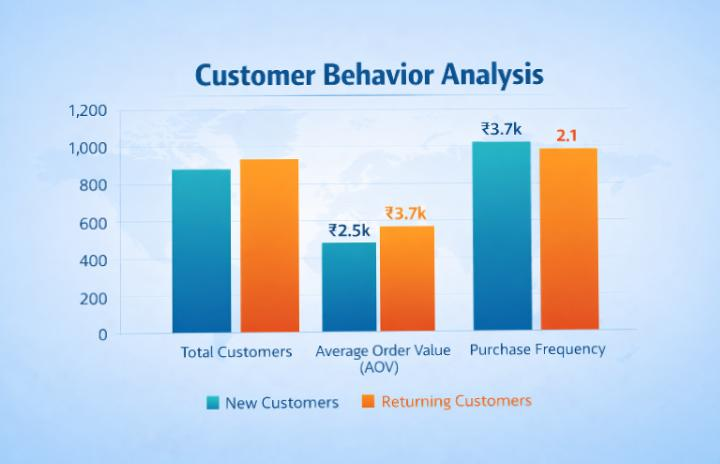 Customer Behavior Analysis
1,200
1,000
800
600
400
200
0
₹2.5k
₹3.7k
₹3.7k
2.1
Total Customers
Average Order Value
(AOV)
Purchase Frequency
New Customers
Returning Customers